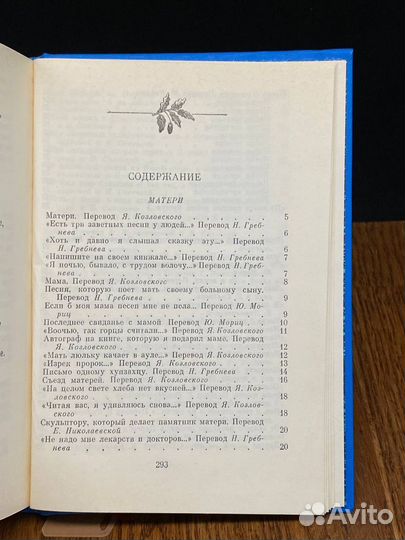 СОДЕРЖАНИЕ
МАТЕРИ
Матери. Перевод Я. Козловского . . . . . . 5
«Есть три заветных песни у людей...» Перевод Н. Греб-
нева . . . . . . . . . . . 6
«Хоть и давно я слышал сказку эту...» Перевод
Н. Гребнева . . . . . . . . . . 6
«Напишите на своем кинжале...» Перевод Н. Гребнева 7
«Я ночью, бывало, с трудом волочу...» Перевод
Н. Гребнева . . . . . . . . . . 7
Мама. Перевод Я. Козловского . . . . . . 8
Песня, которую поет мать своему больному сыну.
Перевод Н. Гребнева . . . . . . . . 9
Если б моя мама песен мне не пела... Перевод Ю. Мо-
риц . . . . . . . . . . . 9
Последнее свиданье с мамой. Перевод Ю. Мориц . 10
«Воочью, так горцы считали...» Перевод Я. Козловского 11
Автограф на книге, которую я подарил маме. Перевод
Я. Козловского . . . . . . . . . 12
«Мать люльку качает в ауле...» Перевод Я. Козловского 12
«Изрек пророк...» Перевод Я. Козловского . . . . 13
Письмо одному хунзахцу. Перевод Н. Гребнева . . 14
Съезд матерей. Перевод Я. Козловского . . . . 16
«На целом свете хлеба нет вкусней...» Перевод Я. Коз-
ловского . . . . . . . . . . 18
«Читая вас, я удивляюсь снова...» Перевод Я. Козлов-
ского . . . . . . . . . . . 18
Скульптору, который делает памятник матери. Перевод
Е. Николаевской . . . . . . . . . 20
«Не надо мне лекарств и докторов...» Перевод Н. Греб-
нева . . . . . . . . . . . 20
293
Avito